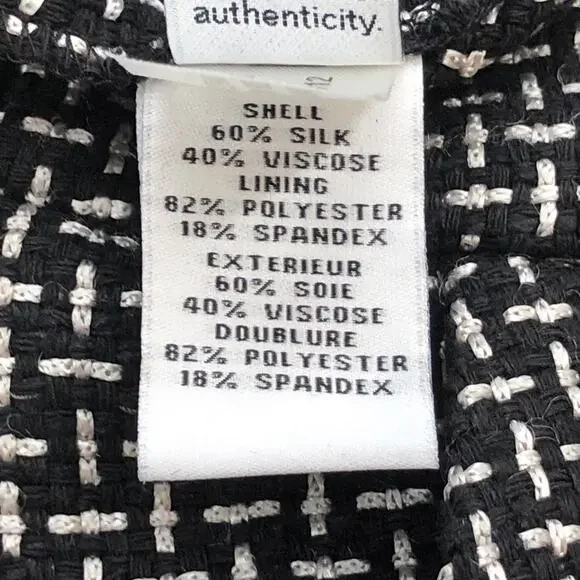 authenticity.
12
SHELL
60% SILK
40% VISCOSE
LINING
82% POLYESTER
18% SPANDEX
EXTERIEUR
60% SOIE
40% VISCOSE
DOUBLURE
82% POLYESTER
18% SPANDEX